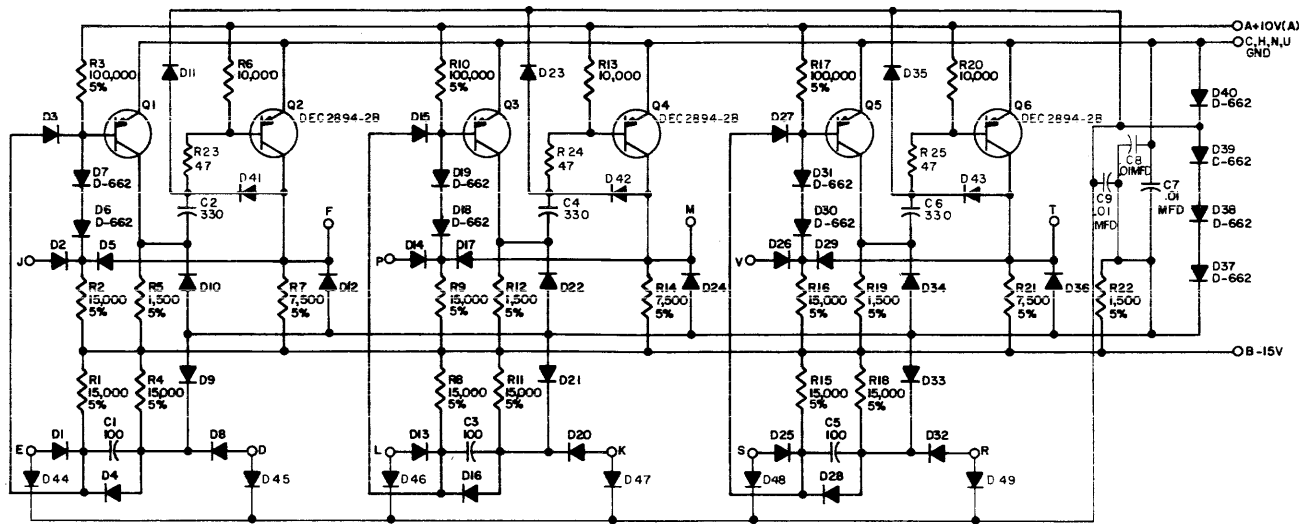 A+10V(A)
C,H,N,U
GND
R3
100,000
5%
D11
R6
10,000
R10
100,000
5%
D23
R13
10,000
R17
100,000
5%
D35
R20
10,000
D40
D-662
Q1
Q2
DEC2894-2B
Q3
Q4
DEC2894-2B
Q5
Q6
DEC2894-2B
D3
D15
D27
R23
47
R24
47
R25
47
D39
D-662
C8
.01MFD
D7
D-662
D19
D-662
D31
D-662
D41
D42
D43
C9
.01
MFD
C7
.01
MFD
C2
330
C4
330
C6
330
D6
D-662
D18
D-662
D30
D-662
D38
D-662
F
M
T
J
D2
D5
P
D14
D17
V
D26
D29
D37
D-662
R2
15,000
5%
R5
1,500
5%
D10
R7
7,500
5%
D12
R9
15,000
5%
R12
1,500
5%
D22
R14
7,500
5%
D24
R16
15,000
5%
R19
1,500
5%
D34
R21
7,500
5%
D36
R22
1,500
5%
B-15V
R1
15,000
5%
R4
15,000
5%
D9
R8
15,000
5%
R11
15,000
5%
D21
R15
15,000
5%
R18
15,000
5%
D33
E
D1
C1
100
D8
D
L
D13
C3
100
D20
K
S
D25
C5
100
D32
R
D44
D4
D45
D46
D16
D47
D48
D28
D49